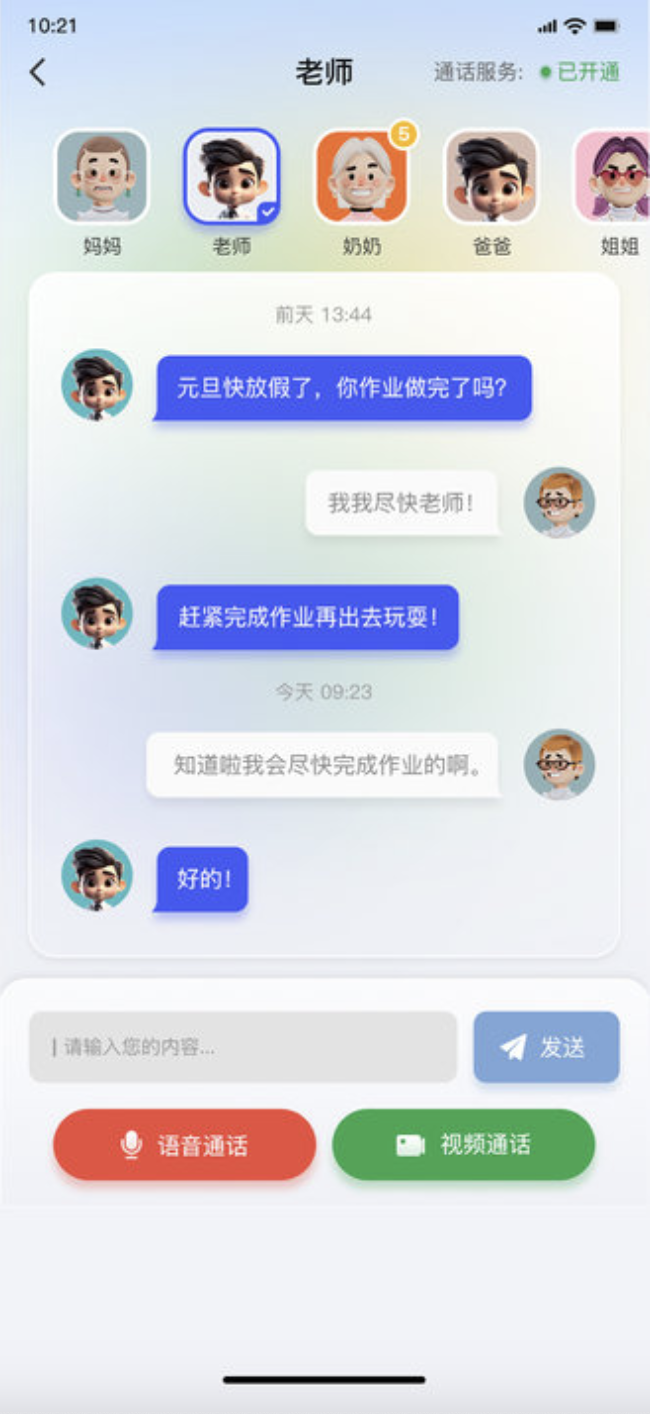 10:21
老师
通话服务: 已开通
5
妈妈 老师 奶奶 爸爸 姐姐
前天 13:44
元旦快放假了，你作业做完了吗?
我我尽快老师!
赶紧完成作业再出去玩耍!
今天 09:23
知道啦我会尽快完成作业的啊。
好的!
请输入您的内容...
发送
语音通话
视频通话